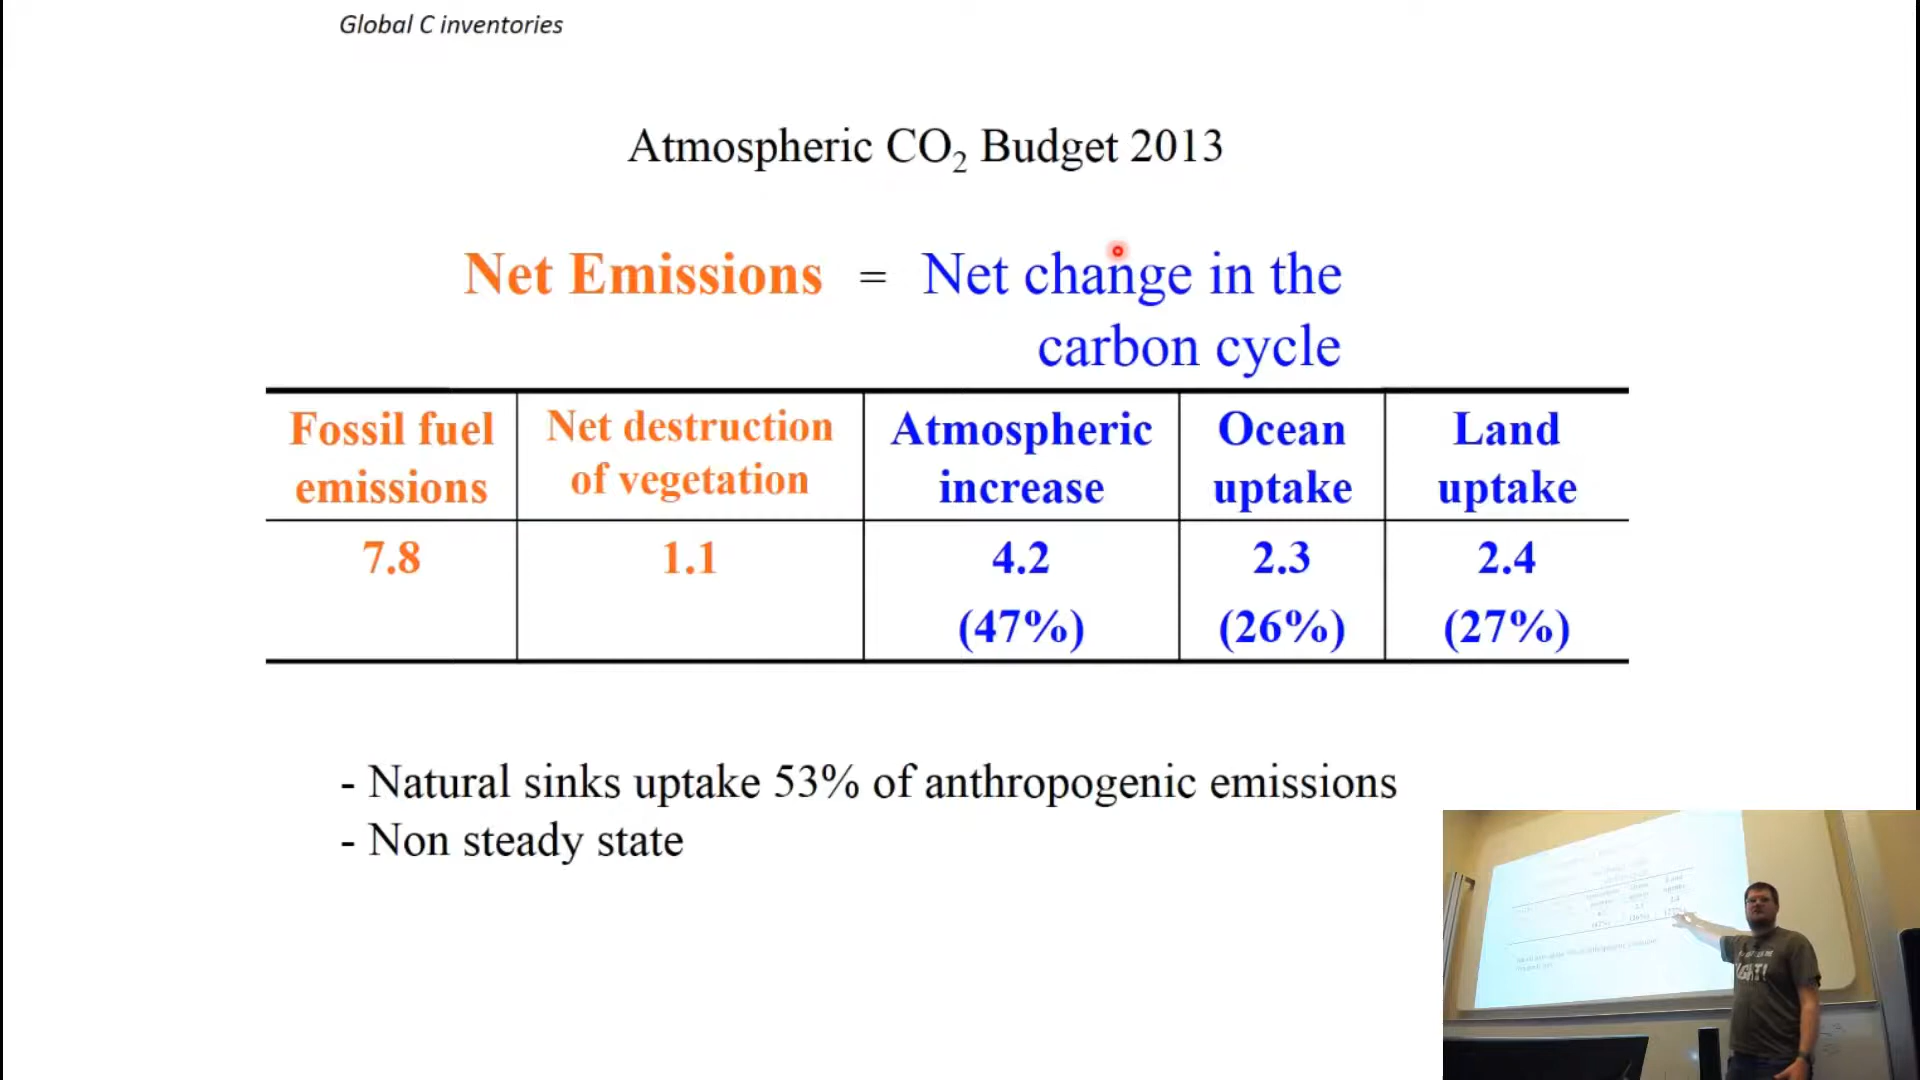 Global C inventories
Atmospheric CO₂ Budget 2013
Net Emissions = Net change in the
carbon cycle
Fossil fuel
emissions
Net destruction
of vegetation
Atmospheric
increase
Ocean
uptake
Land
uptake
7.8
1.1
4.2
2.3
2.4
(47%)
(26%)
(27%)
- Natural sinks uptake 53% of anthropogenic emissions
- Non steady state